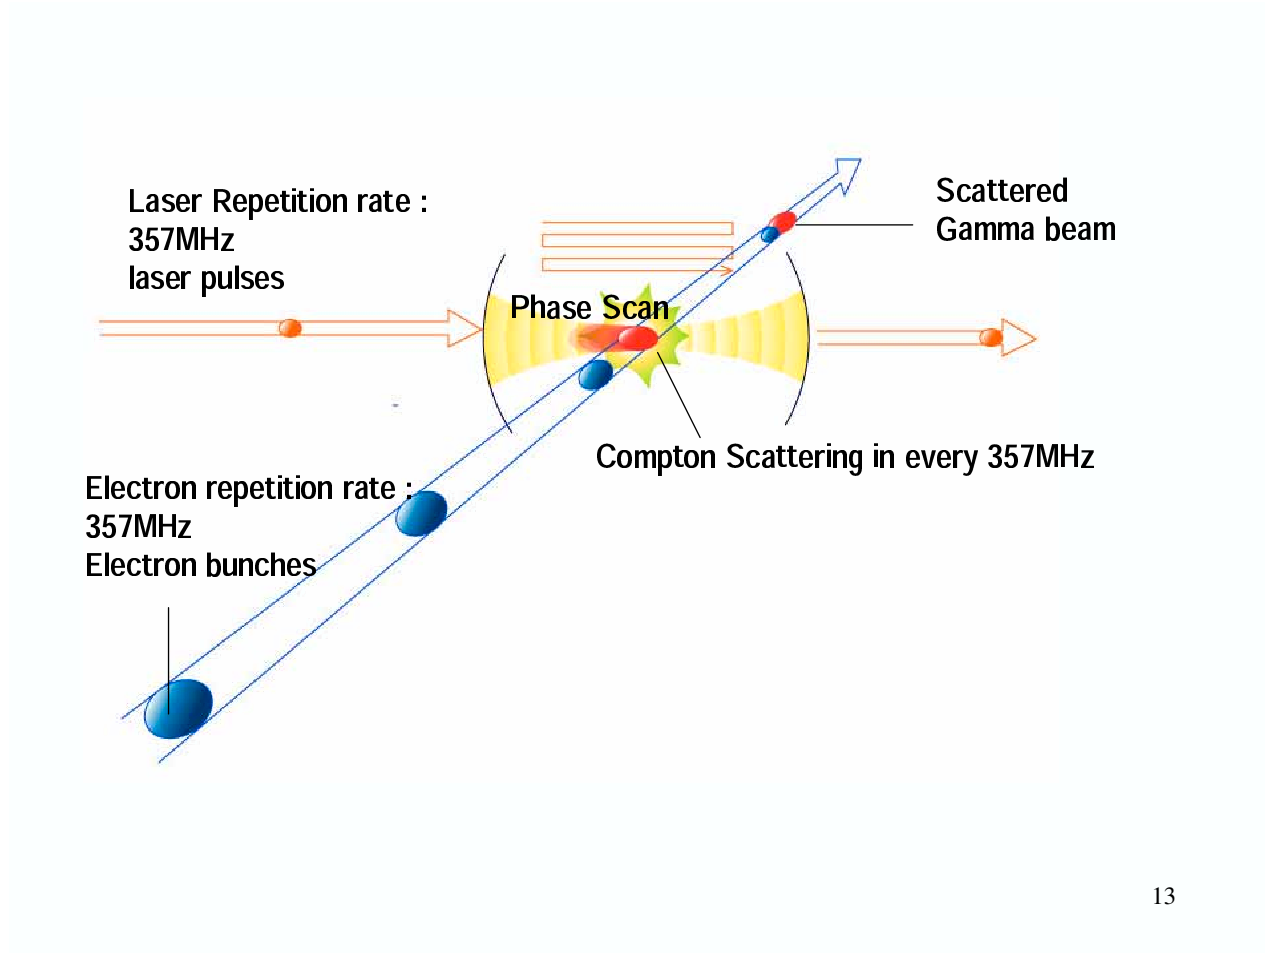 Laser Repetition rate :
357MHz
laser pulses
Scattered
Gamma beam
Phase Scan
Compton Scattering in every 357MHz
Electron repetition rate :
357MHz
Electron bunches
13